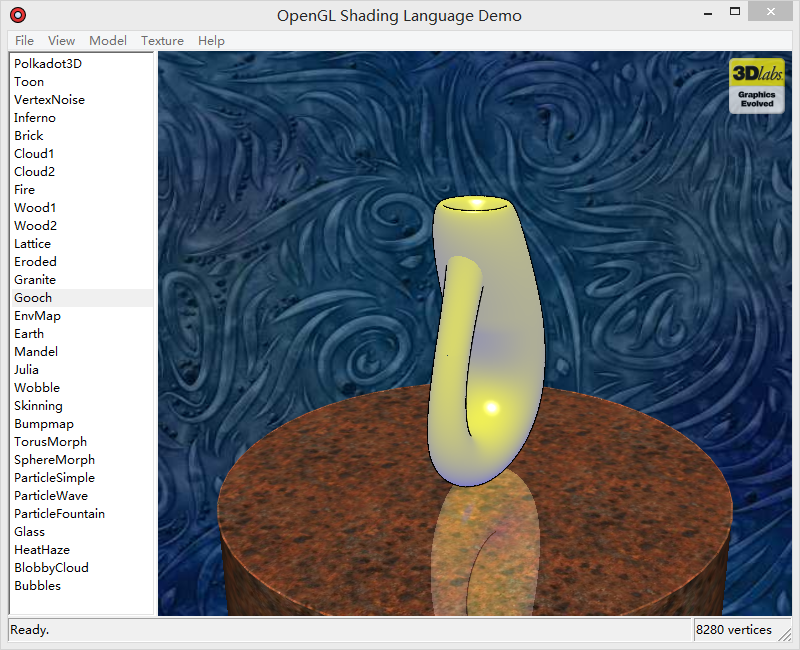 OpenGL Shading Language Demo
File View Model Texture Help
Polkadot3D
Toon
VertexNoise
Inferno
Brick
Cloud1
Cloud2
Fire
Wood1
Wood2
Lattice
Eroded
Granite
Gooch
EnvMap
Earth
Mandel
Julia
Wobble
Skinning
Bumpmap
TorusMorph
SphereMorph
ParticleSimple
ParticleWave
ParticleFountain
Glass
HeatHaze
BlobbyCloud
Bubbles
3Dlabs
Graphics
Evolved
Ready.
8280 vertices